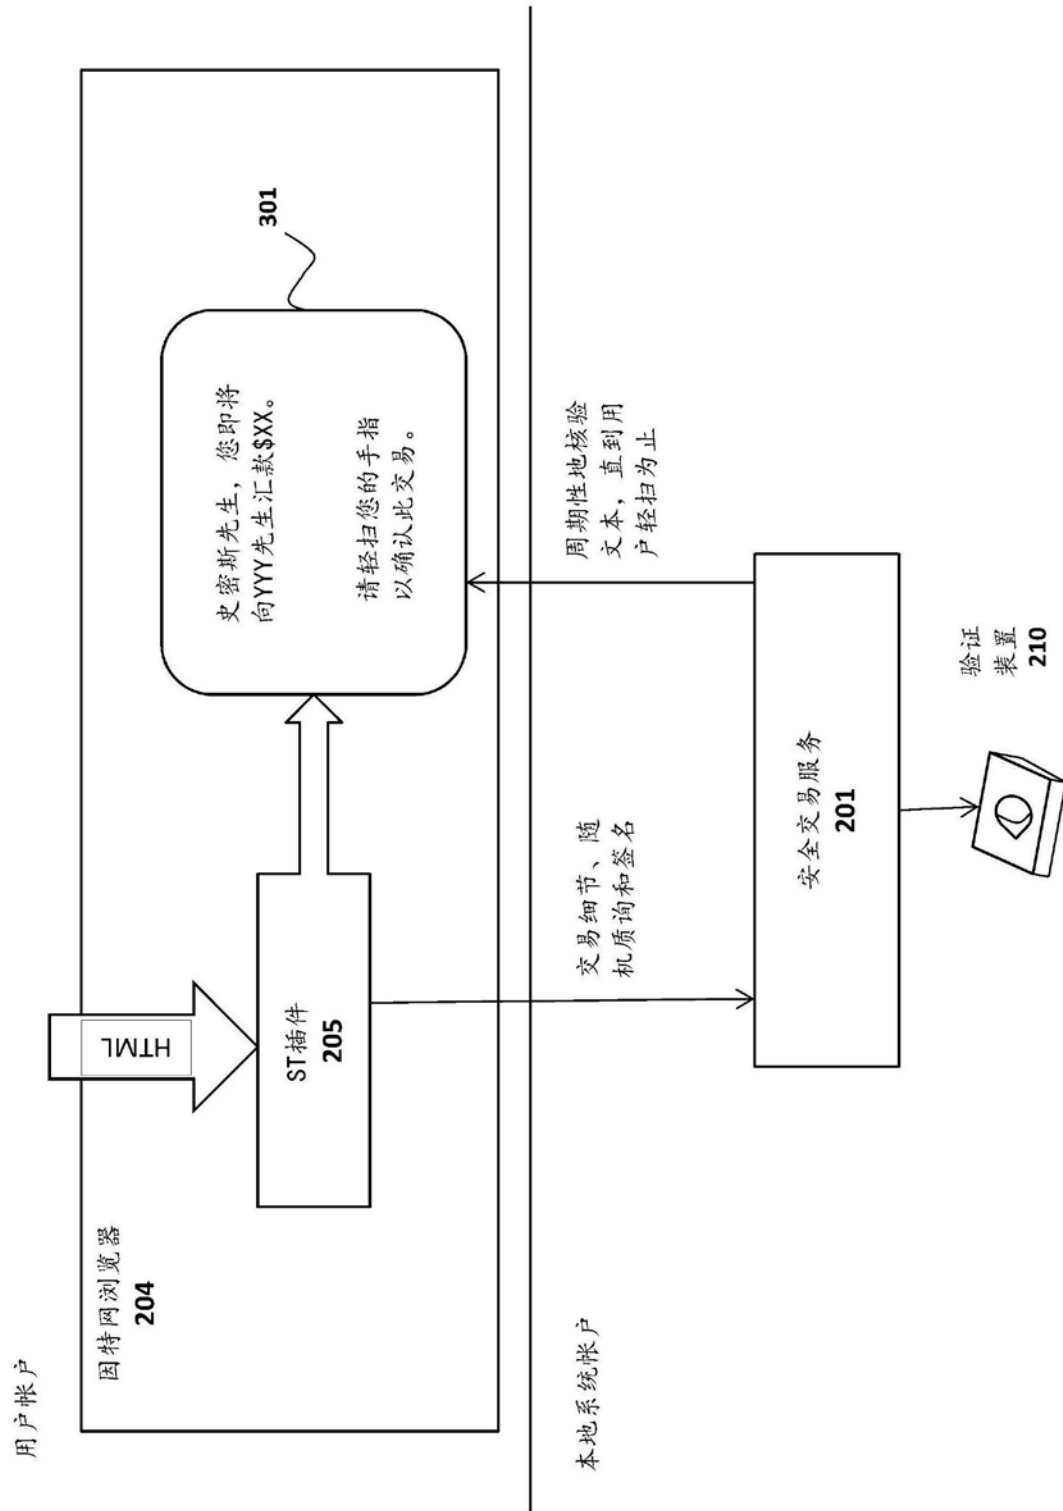 用户帐户
因特网浏览器
204
HTML
ST插件
205
史密斯先生，您即将
向YYY先生汇款$XX。
请轻扫您的手指
以确认此交易。
301
本地系统帐户
交易细节、随
机质询和签名
周期性地核验
文本，直到用
户轻扫为止
安全交易服务
201
验证
装置
210